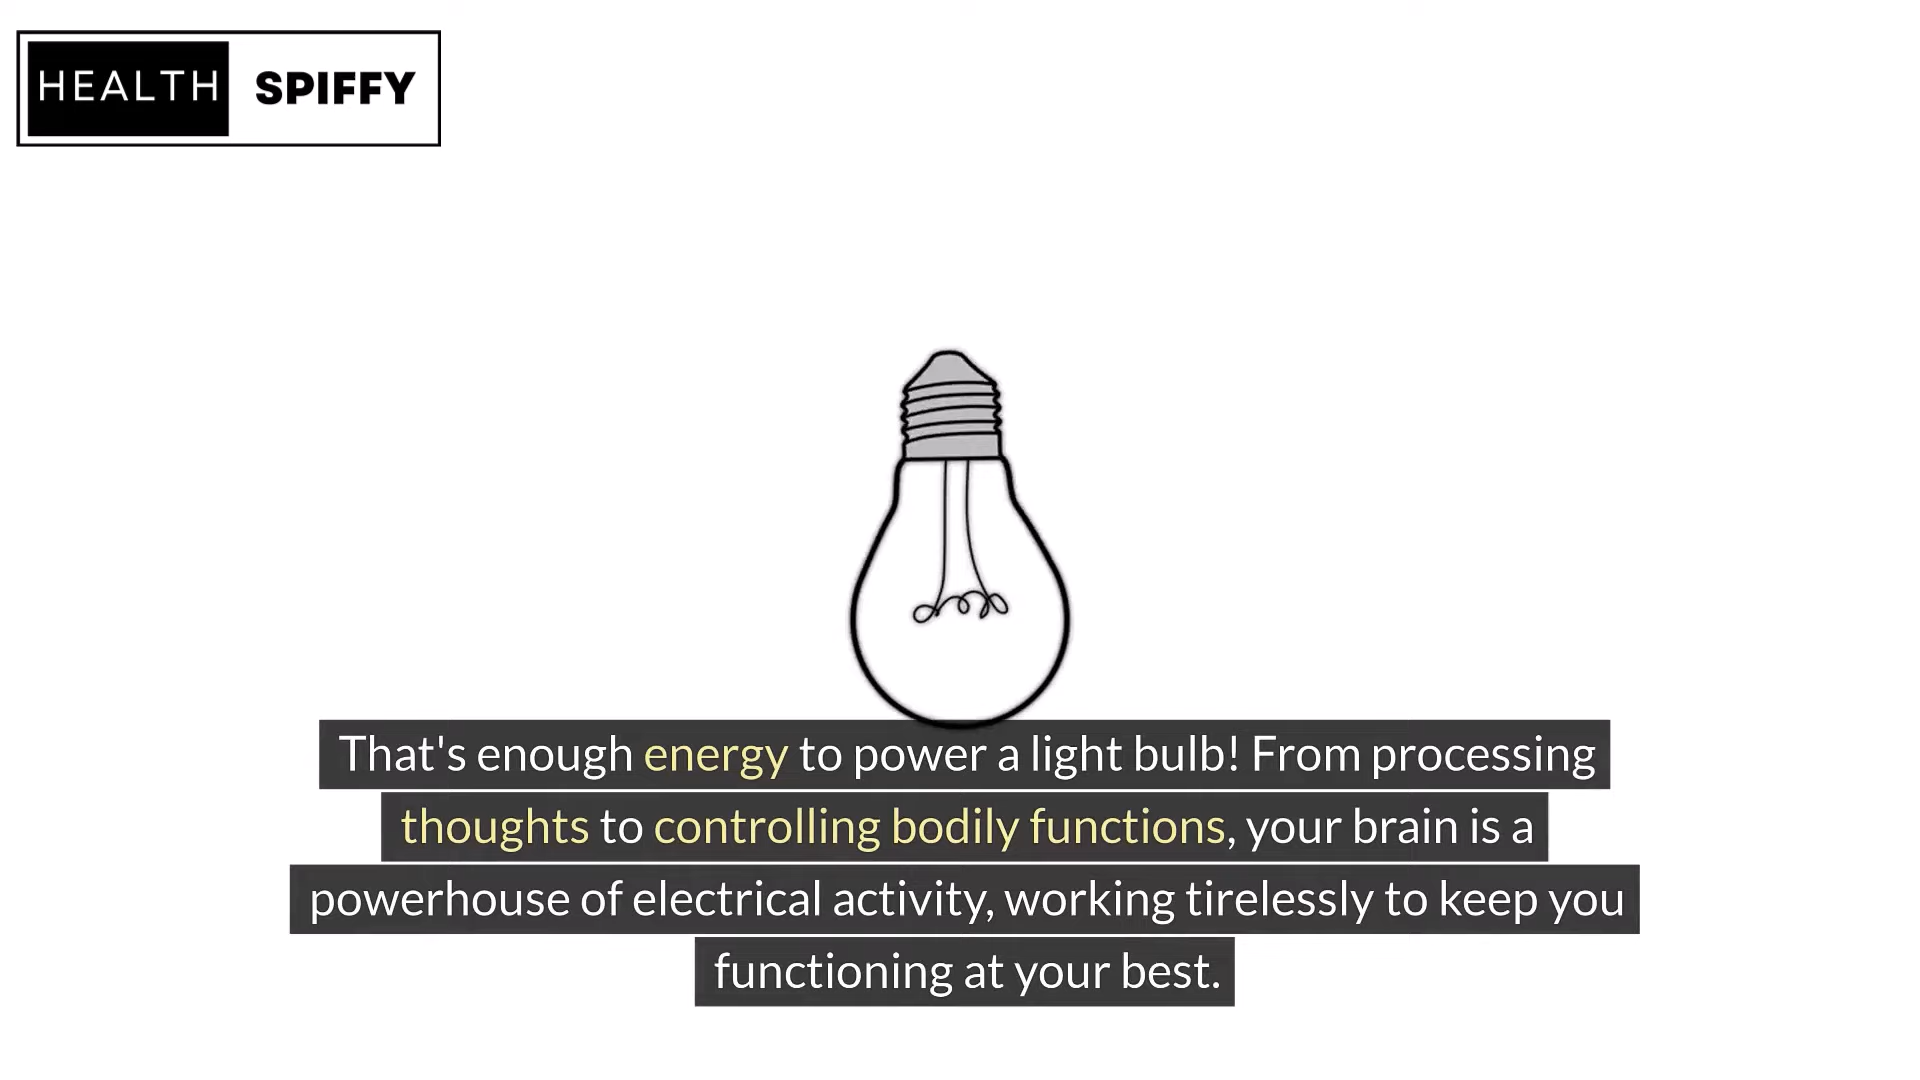 HEALTH SPIFFY
That's enough energy to power a light bulb! From processing
thoughts to controlling bodily functions, your brain is a
powerhouse of electrical activity, working tirelessly to keep you
functioning at your best.